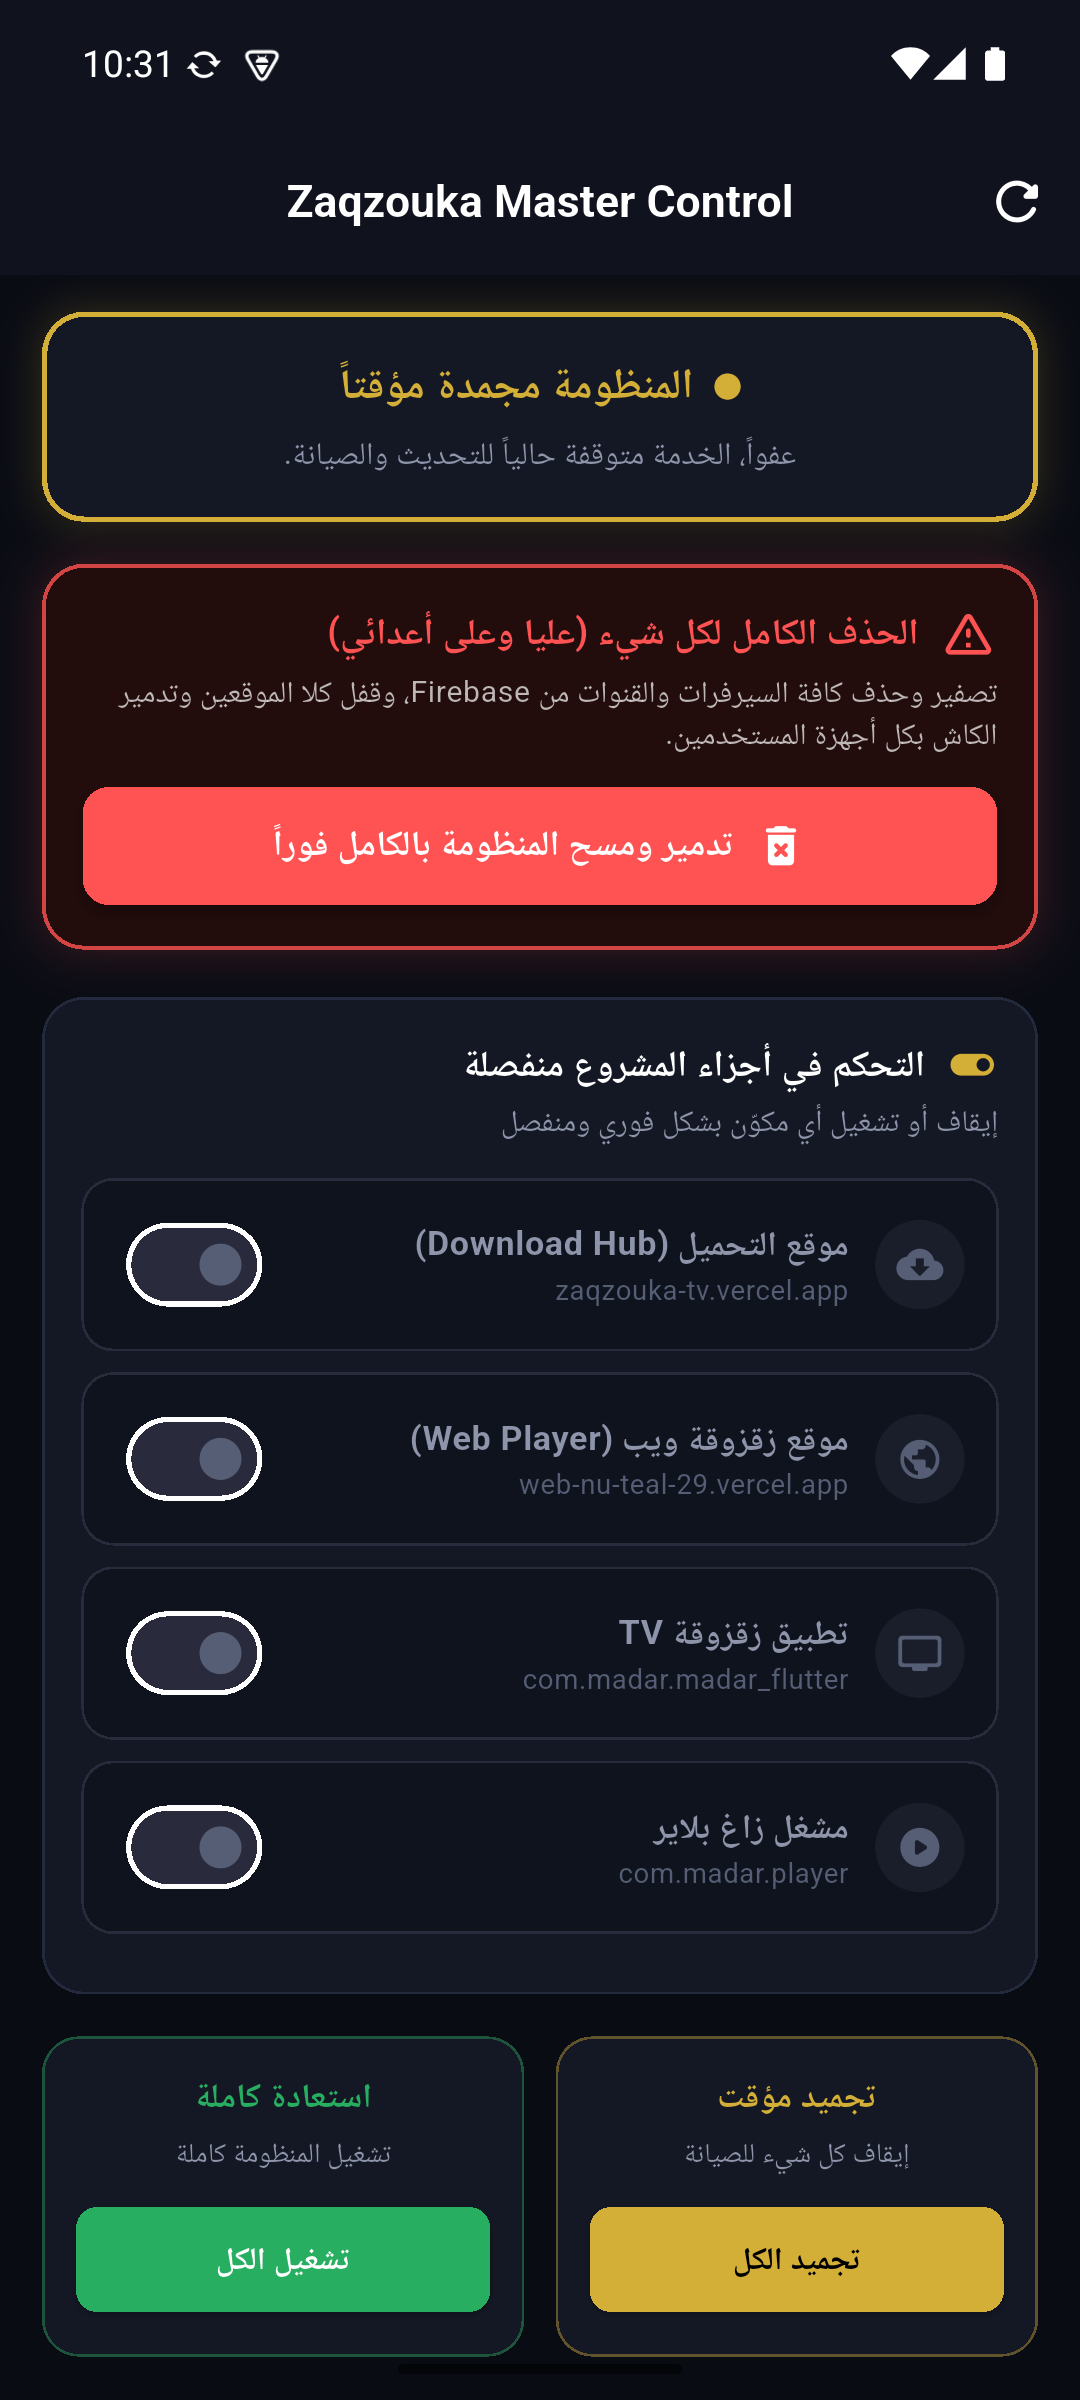 10:31
Zaqzouka Master Control
المنظومة مجمدة مؤقتاً
عفواً، الخدمة متوقفة حالياً للتحديث والصيانة.
الحذف الكامل لكل شيء (عليا وعلى أعدائي)
تصفير وحذف كافة السيرفرات والقنوات من Firebase، وقفل كلا الموقعين وتدمير
الكاش بكل أجهزة المستخدمين.
تدمير ومسح المنظومة بالكامل فوراً
التحكم في أجزاء المشروع منفصلة
إيقاف أو تشغيل أي مكوّن بشكل فوري ومنفصل
موقع التحميل (Download Hub)
zaqzouka-tv.vercel.app
موقع زقزوقة ويب (Web Player)
web-nu-teal-29.vercel.app
تطبيق زقزوقة TV
com.madar.madar_flutter
مشغل زاغ بلاير
com.madar.player
تجميد مؤقت
إيقاف كل شيء للصيانة
تجميد الكل
استعادة كاملة
تشغيل المنظومة كاملة
تشغيل الكل